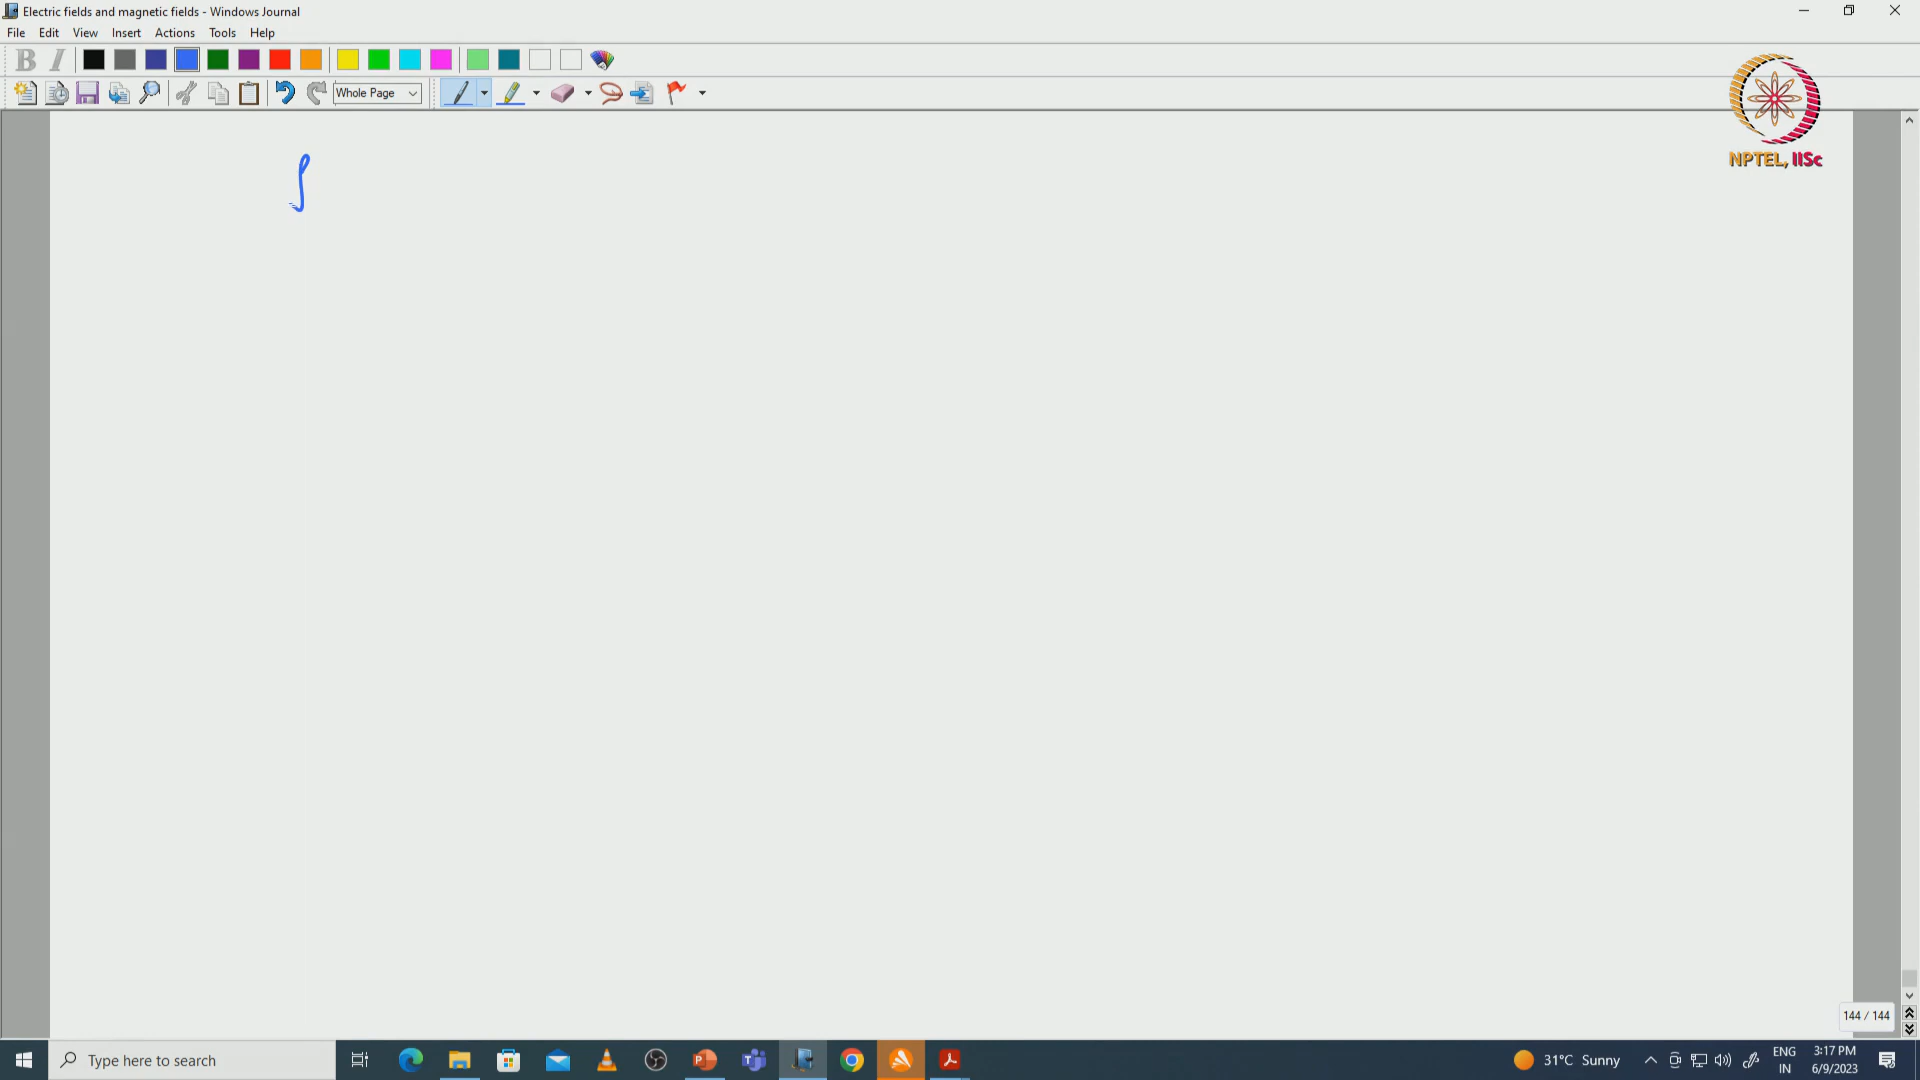 Electric fields and magnetic fields - Windows Journal
File Edit View Insert Actions Tools Help
B I
Whole Page
NPTEL, IISc
∫
144 / 144
Type here to search
31°C Sunny
ENG
IN
3:17 PM
6/9/2023